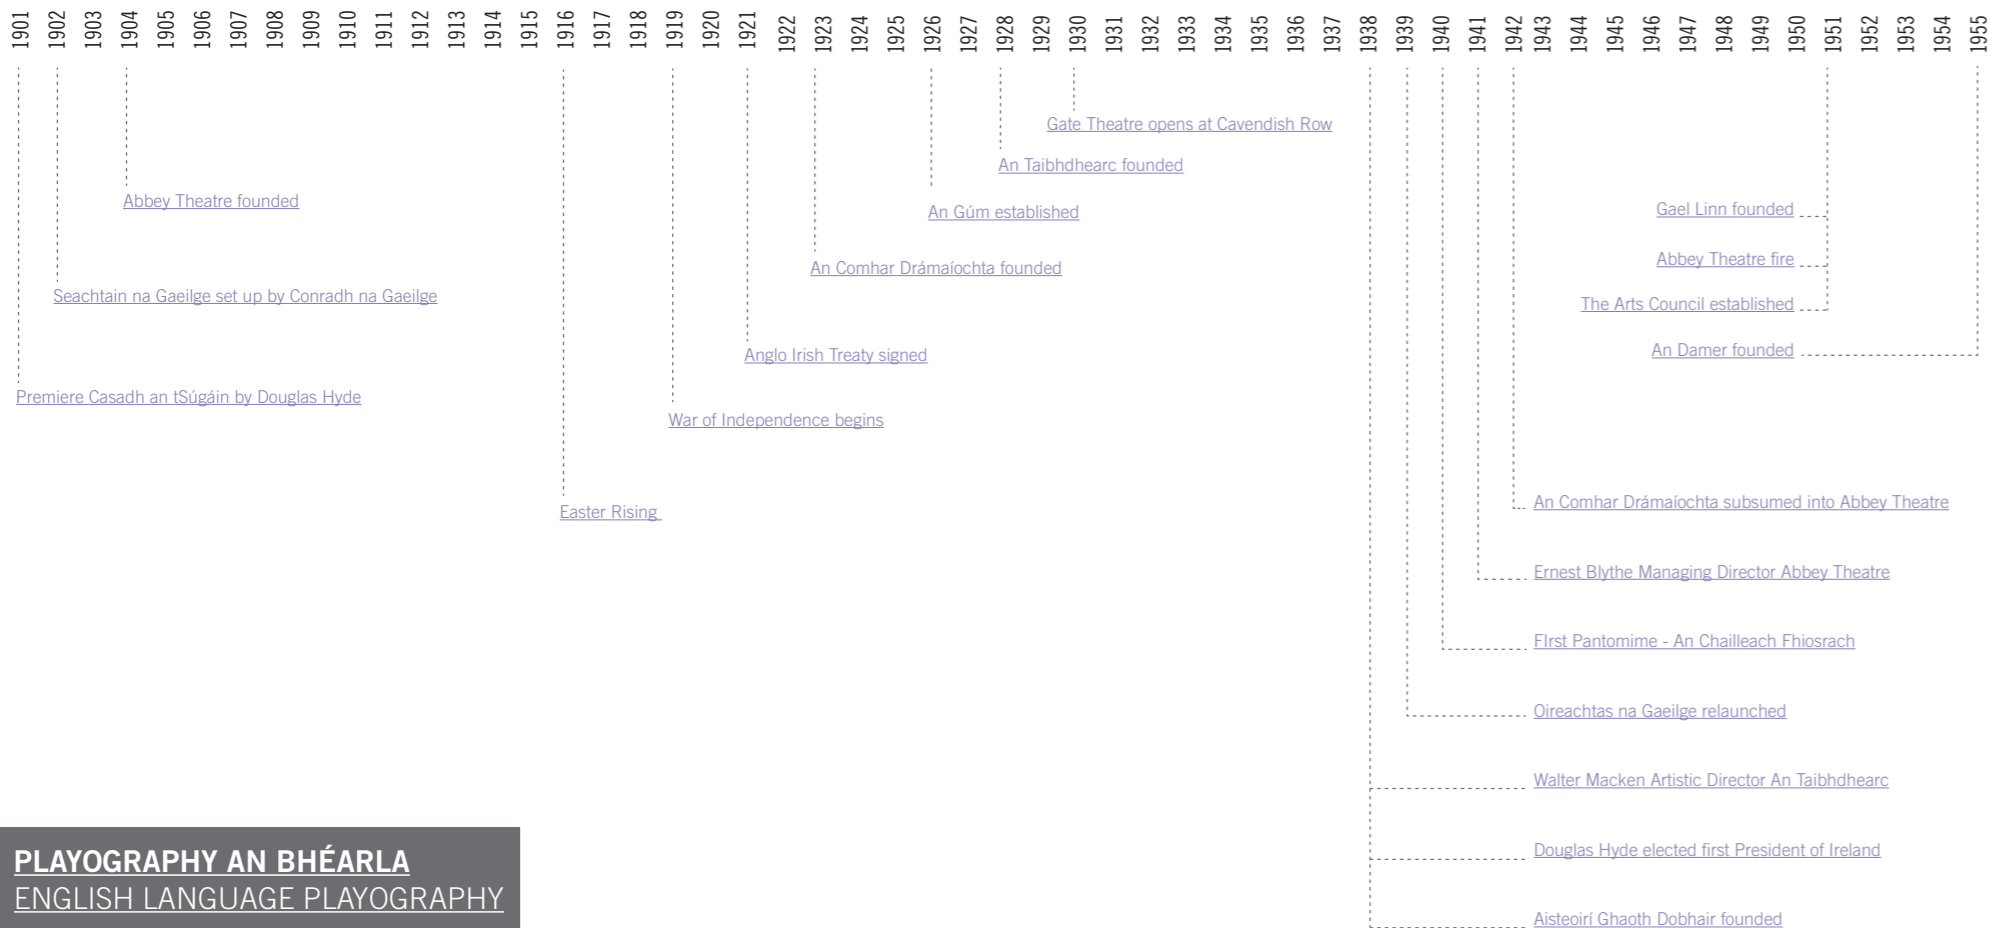 1901 1902 1903 1904 1905 1906 1907 1908 1909 1910 1911 1912 1913 1914 1915 1916 1917 1918 1919 1920 1921 1922 1923 1924 1925 1926 1927 1928 1929 1930 1931 1932 1933 1934 1935 1936 1937 1938 1939 1940 1941 1942 1943 1944 1945 1946 1947 1948 1949 1950 1951 1952 1953 1954 1955
Gate Theatre opens at Cavendish Row
An Taibhdhearc founded
Abbey Theatre founded
An Gúm established
Gael Linn founded
Abbey Theatre fire
An Comhar Drámaíochta founded
Seachtain na Gaeilge set up by Conradh na Gaeilge
The Arts Council established
An Damer founded
Anglo Irish Treaty signed
Premiere Casadh an tSúgáin by Douglas Hyde
War of Independence begins
An Comhar Drámaíochta subsumed into Abbey Theatre
Easter Rising
Ernest Blythe Managing Director Abbey Theatre
FIrst Pantomime - An Chailleach Fhiosrach
Oireachtas na Gaeilge relaunched
Walter Macken Artistic Director An Taibhdhearc
Douglas Hyde elected first President of Ireland
Aisteoirí Ghaoth Dobhair founded
PLAYOGRAPHY AN BHÉARLA
ENGLISH LANGUAGE PLAYOGRAPHY